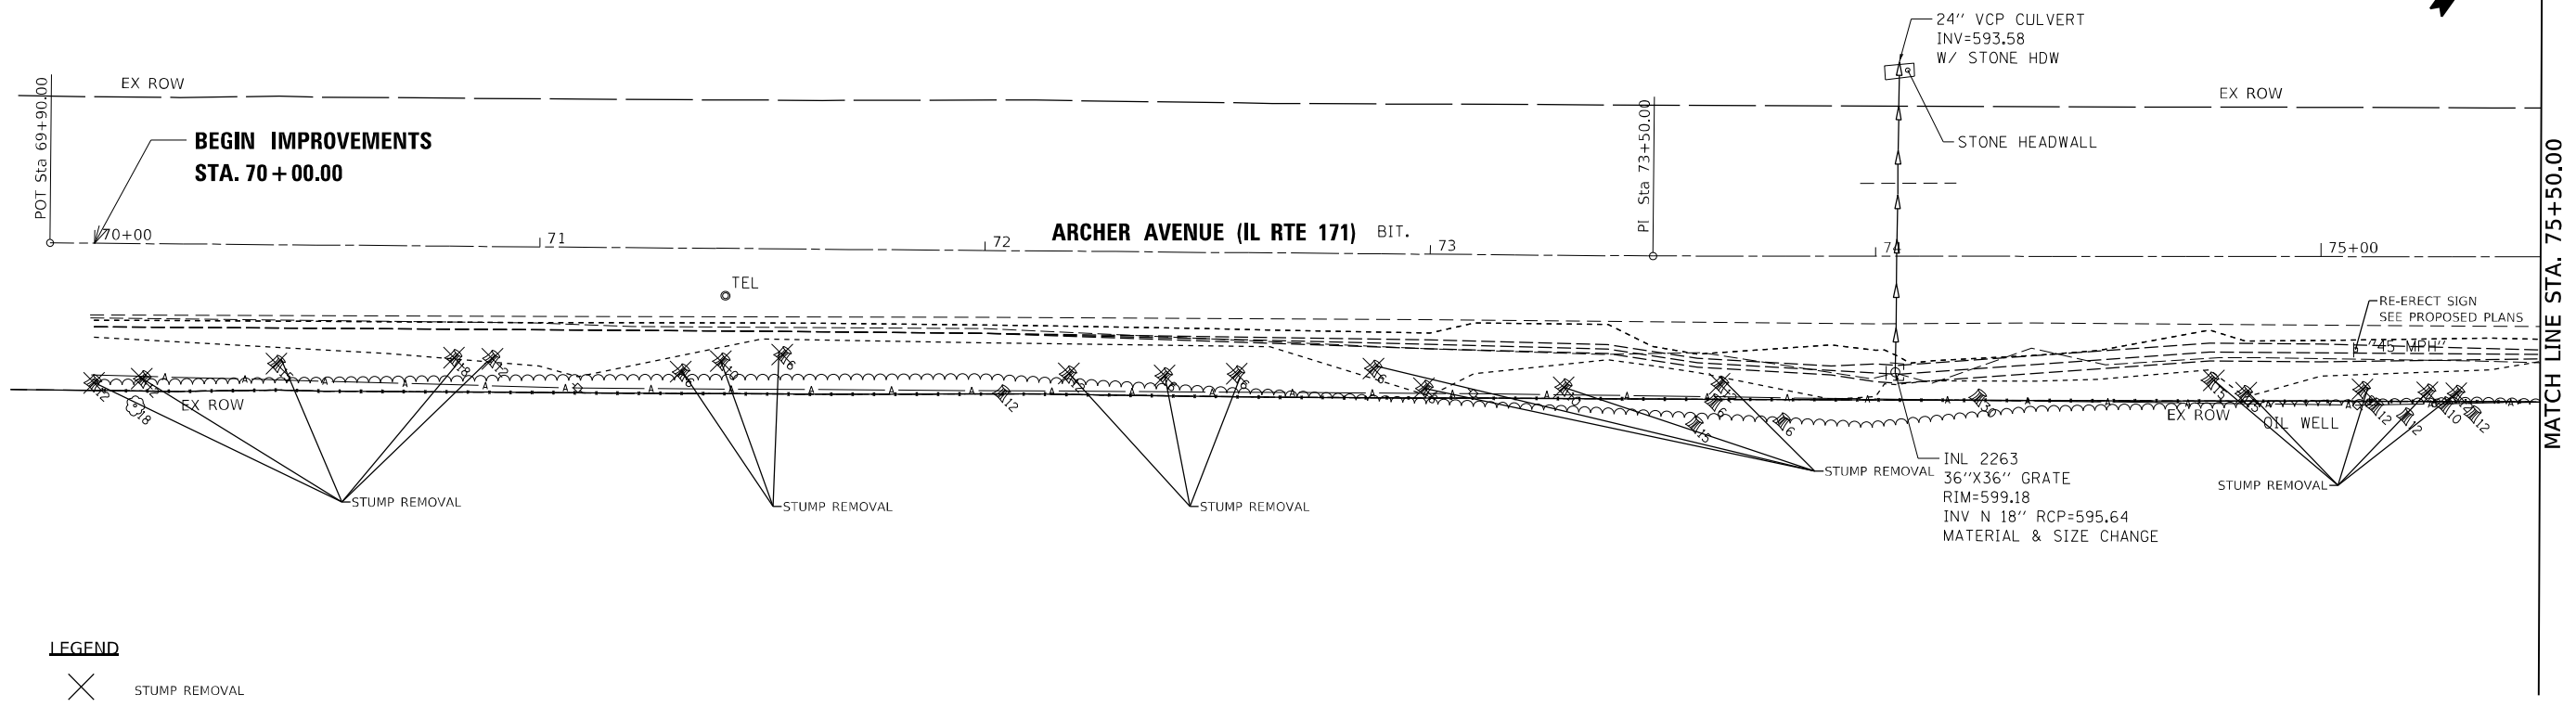 24'' VCP CULVERT
INV=593.58
W/ STONE HDW
EX ROW
EX ROW
POT Sta 69+90.00
BEGIN IMPROVEMENTS
STA. 70+00.00
PI Sta 73+50.00
STONE HEADWALL
MATCH LINE STA. 75+50.00
70+00
71
72
ARCHER AVENUE (IL RTE 171) BIT.
73
74
75+00
TEL
RE-ERECT SIGN
SEE PROPOSED PLANS
"45 MPH"
EX ROW
12
18
12
EX ROW
OIL WELL
STUMP REMOVAL
STUMP REMOVAL
STUMP REMOVAL
STUMP REMOVAL
STUMP REMOVAL
INL 2263
36''X36'' GRATE
RIM=599.18
INV N 18'' RCP=595.64
MATERIAL & SIZE CHANGE
LEGEND
STUMP REMOVAL